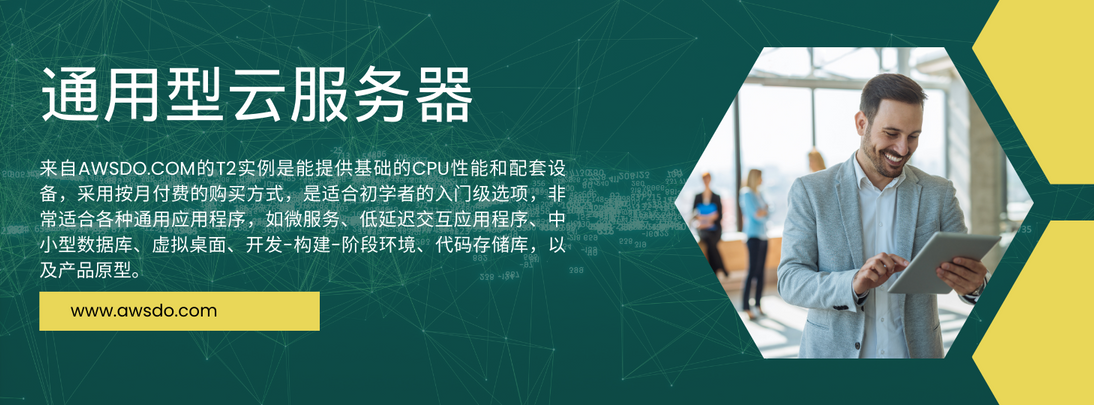 通用型云服务器
来自AWSDO.COM的T2实例是能提供基础的CPU性能和配套设
备，采用按月付费的购买方式，是适合初学者的入门级选项，非
常适合各种通用应用程序，如微服务、低延迟交互应用程序、中
小型数据库、虚拟桌面、开发-构建-阶段环境、代码存储库，以
及产品原型。
www.awsdo.com